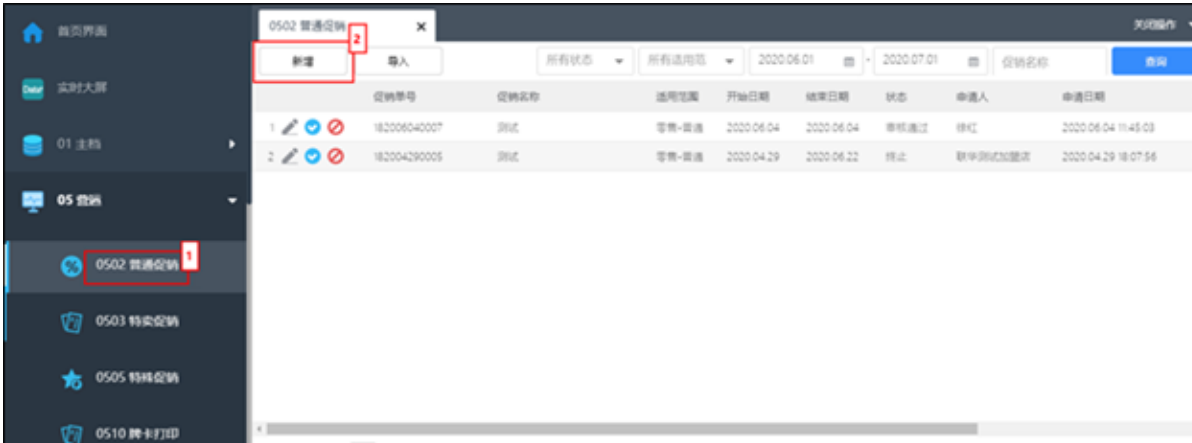 首页界面
实时大屏
01 主档
05 营销
0502 普通促销
1
0503 特卖促销
0505 特殊促销
0510 牌卡打印
0502 普通促销 ×
关闭操作
2
新增 导入 所有状态 所有适用范 2020.06.01 - 2020.07.01 促销名称 查询
促销单号 促销名称 适用范围 开始日期 结束日期 状态 申请人 申请日期
1 182006040007 测试 零售-普通 2020.06.04 2020.06.04 审核通过 徐红 2020.06.04 11:45:03
2 182004290005 测试 零售-普通 2020.04.29 2020.06.22 终止 联华测试加盟店 2020.04.29 18:07:56